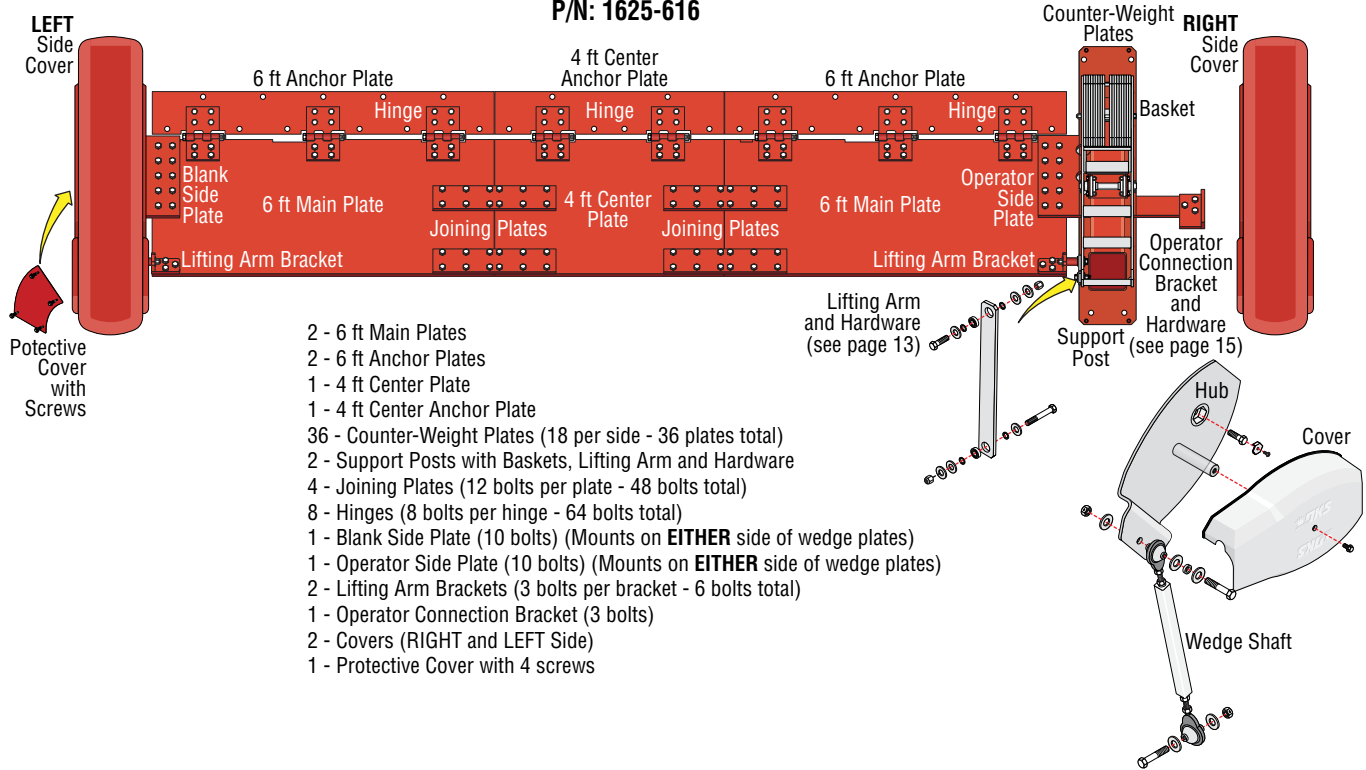 P/N: 1625-616
LEFT
Side
Cover
6 ft Anchor Plate
4 ft Center
Anchor Plate
6 ft Anchor Plate
Counter-Weight
Plates
RIGHT
Side
Cover
Hinge
Hinge
Hinge
Basket
Blank
Side
Plate
6 ft Main Plate
Joining Plates
4 ft Center
Plate
Joining Plates
6 ft Main Plate
Operator
Side
Plate
Lifting Arm Bracket
Lifting Arm Bracket
Operator
Connection
Bracket
and
Hardware
(see page 15)
Potective
Cover
with
Screws
Lifting Arm
and Hardware
(see page 13)
Support
Post
2 - 6 ft Main Plates
2 - 6 ft Anchor Plates
1 - 4 ft Center Plate
1 - 4 ft Center Anchor Plate
36 - Counter-Weight Plates (18 per side - 36 plates total)
2 - Support Posts with Baskets, Lifting Arm and Hardware
4 - Joining Plates (12 bolts per plate - 48 bolts total)
8 - Hinges (8 bolts per hinge - 64 bolts total)
1 - Blank Side Plate (10 bolts) (Mounts on EITHER side of wedge plates)
1 - Operator Side Plate (10 bolts) (Mounts on EITHER side of wedge plates)
2 - Lifting Arm Brackets (3 bolts per bracket - 6 bolts total)
1 - Operator Connection Bracket (3 bolts)
2 - Covers (RIGHT and LEFT Side)
1 - Protective Cover with 4 screws
Hub
Cover
Wedge Shaft